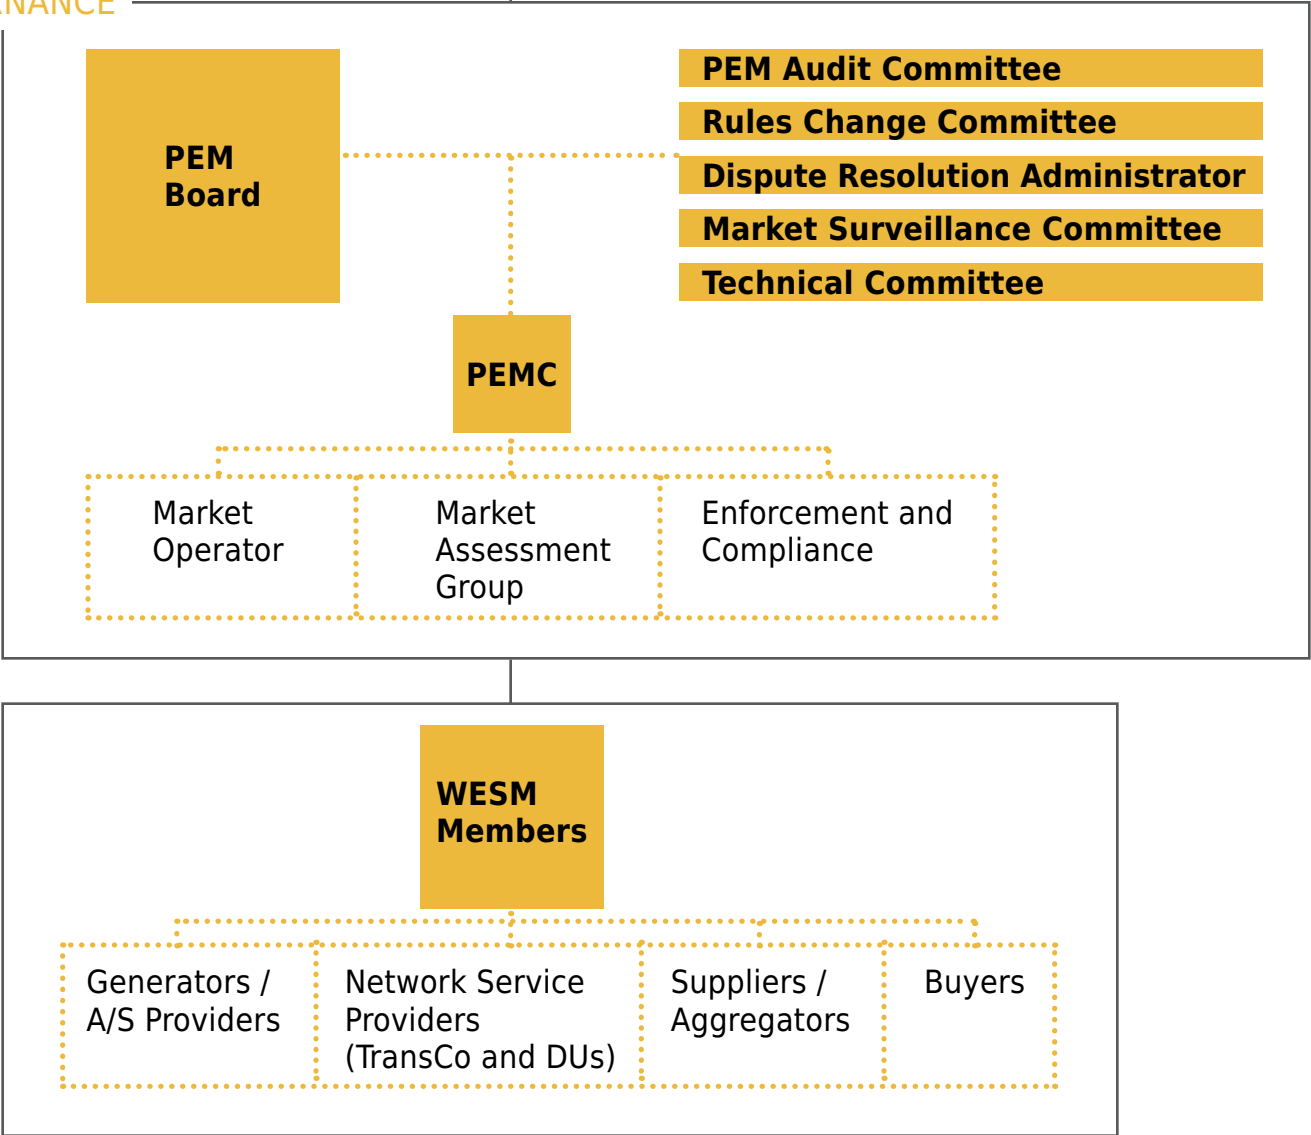 PEM
Board
PEM Audit Committee
Rules Change Committee
Dispute Resolution Administrator
Market Surveillance Committee
Technical Committee
PEMC
Market
Operator
Market
Assessment
Group
Enforcement and
Compliance
WESM
Members
Generators /
A/S Providers
Network Service
Providers
(TransCo and DUs)
Suppliers /
Aggregators
Buyers